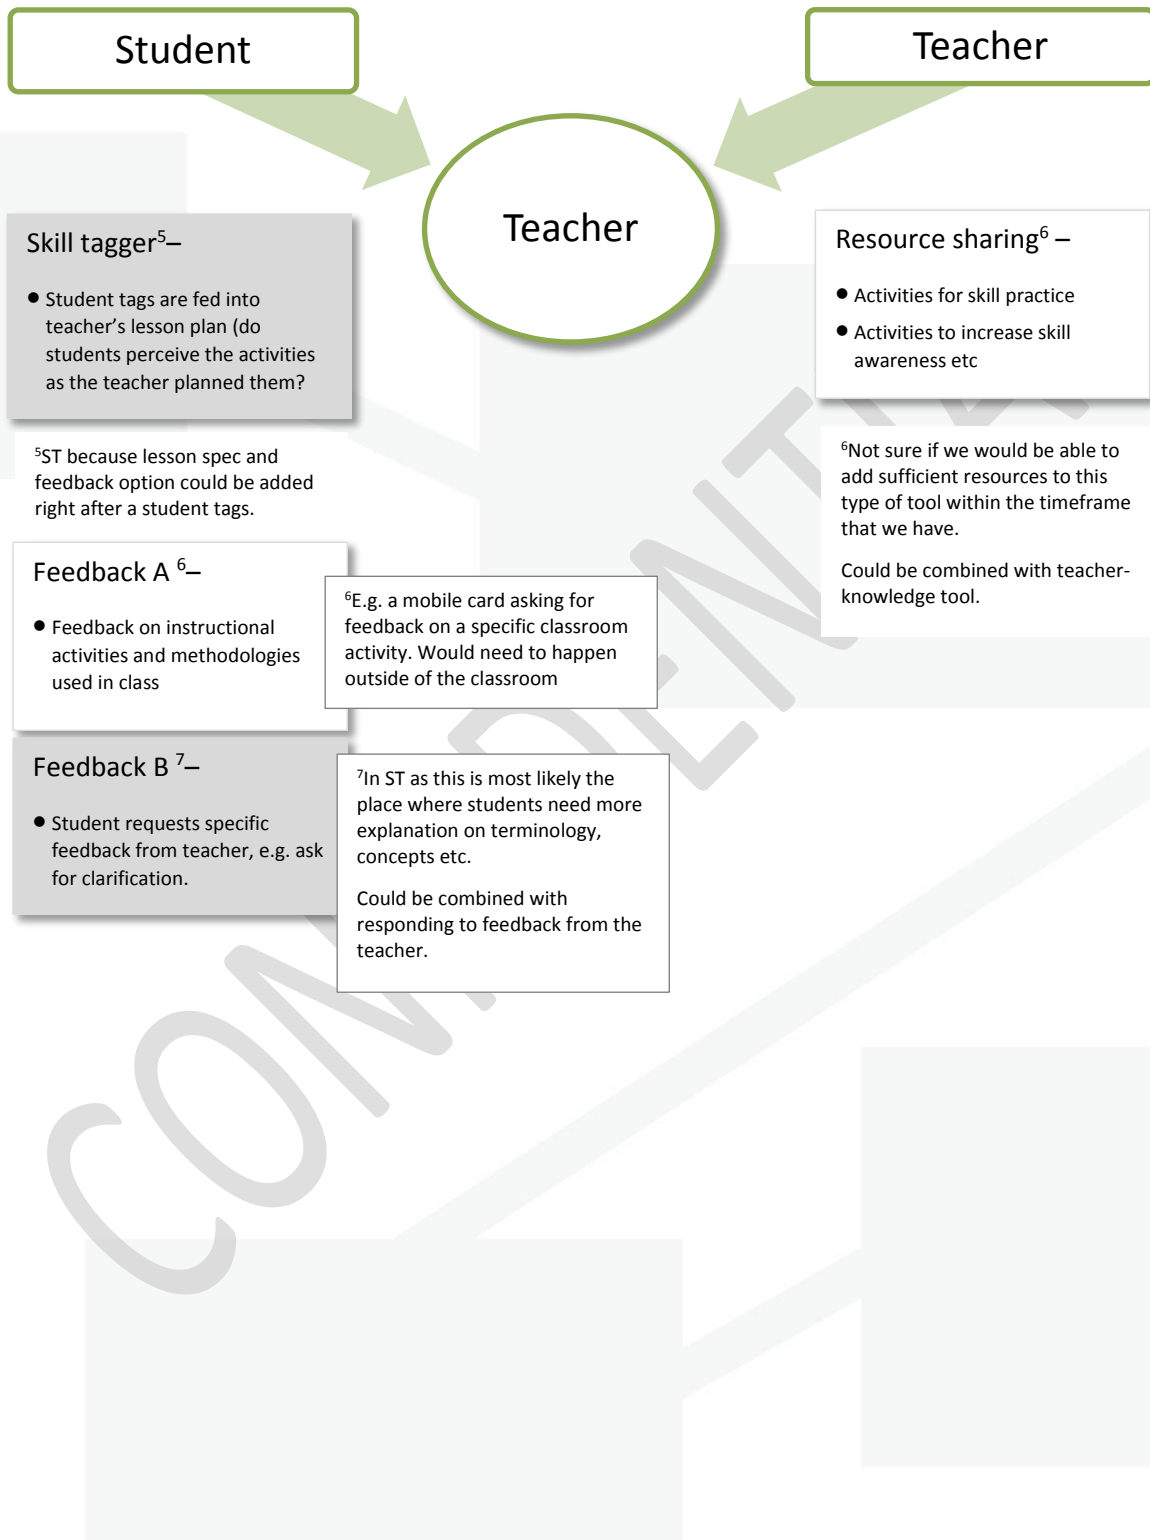 Student
Teacher
Teacher
Skill tagger⁵–
● Student tags are fed into
teacher’s lesson plan (do
students perceive the activities
as the teacher planned them?
⁵ST because lesson spec and
feedback option could be added
right after a student tags.
Feedback A ⁶–
● Feedback on instructional
activities and methodologies
used in class
⁶E.g. a mobile card asking for
feedback on a specific classroom
activity. Would need to happen
outside of the classroom
Feedback B ⁷–
● Student requests specific
feedback from teacher, e.g. ask
for clarification.
⁷In ST as this is most likely the
place where students need more
explanation on terminology,
concepts etc.
Could be combined with
responding to feedback from the
teacher.
Resource sharing⁶ –
● Activities for skill practice
● Activities to increase skill
awareness etc
⁶Not sure if we would be able to
add sufficient resources to this
type of tool within the timeframe
that we have.
Could be combined with teacher-
knowledge tool.
CONFIDENTIAL